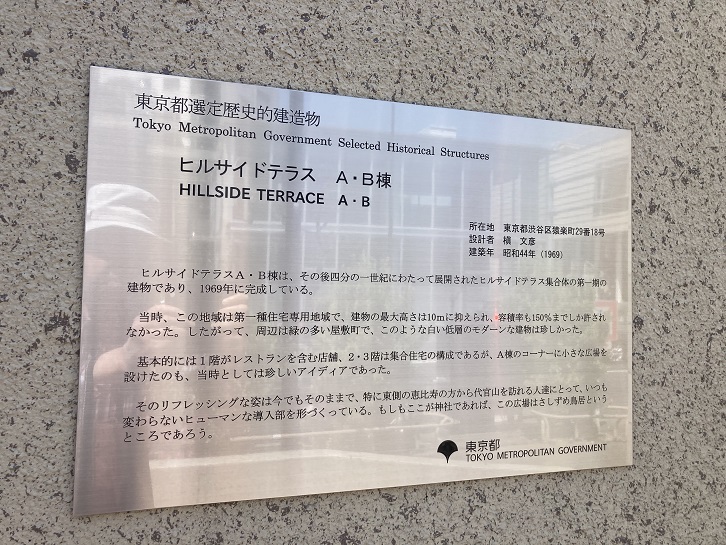 東京都選定歴史的建造物
Tokyo Metropolitan Government Selected Historical Structures
ヒルサイドテラス　A・B棟
HILLSIDE TERRACE　A・B
所在地　東京都渋谷区猿楽町29番18号
設計者　槇　文彦
建築年　昭和44年（1969）
ヒルサイドテラスA・B棟は、その後四分の一世紀にわたって展開されたヒルサイドテラス集合体の第一期の
建物であり、1969年に完成している。
当時、この地域は第一種住宅専用地域で、建物の最大高さは10mに抑えられ、容積率も150%までしか許され
なかった。したがって、周辺は緑の多い屋敷町で、このような白い低層のモダーンな建物は珍しかった。
基本的には1階がレストランを含む店舗、2・3階は集合住宅の構成であるが、A棟のコーナーに小さな広場を
設けたのも、当時としては珍しいアイディアであった。
そのリフレッシングな姿は今でもそのままで、特に東側の恵比寿の方から代官山を訪れる人達にとって、いつも
変わらないヒューマンな導入部を形づくっている。もしもここが神社であれば、この広場はさしずめ鳥居という
ところであろう。
東京都
TOKYO METROPOLITAN GOVERNMENT